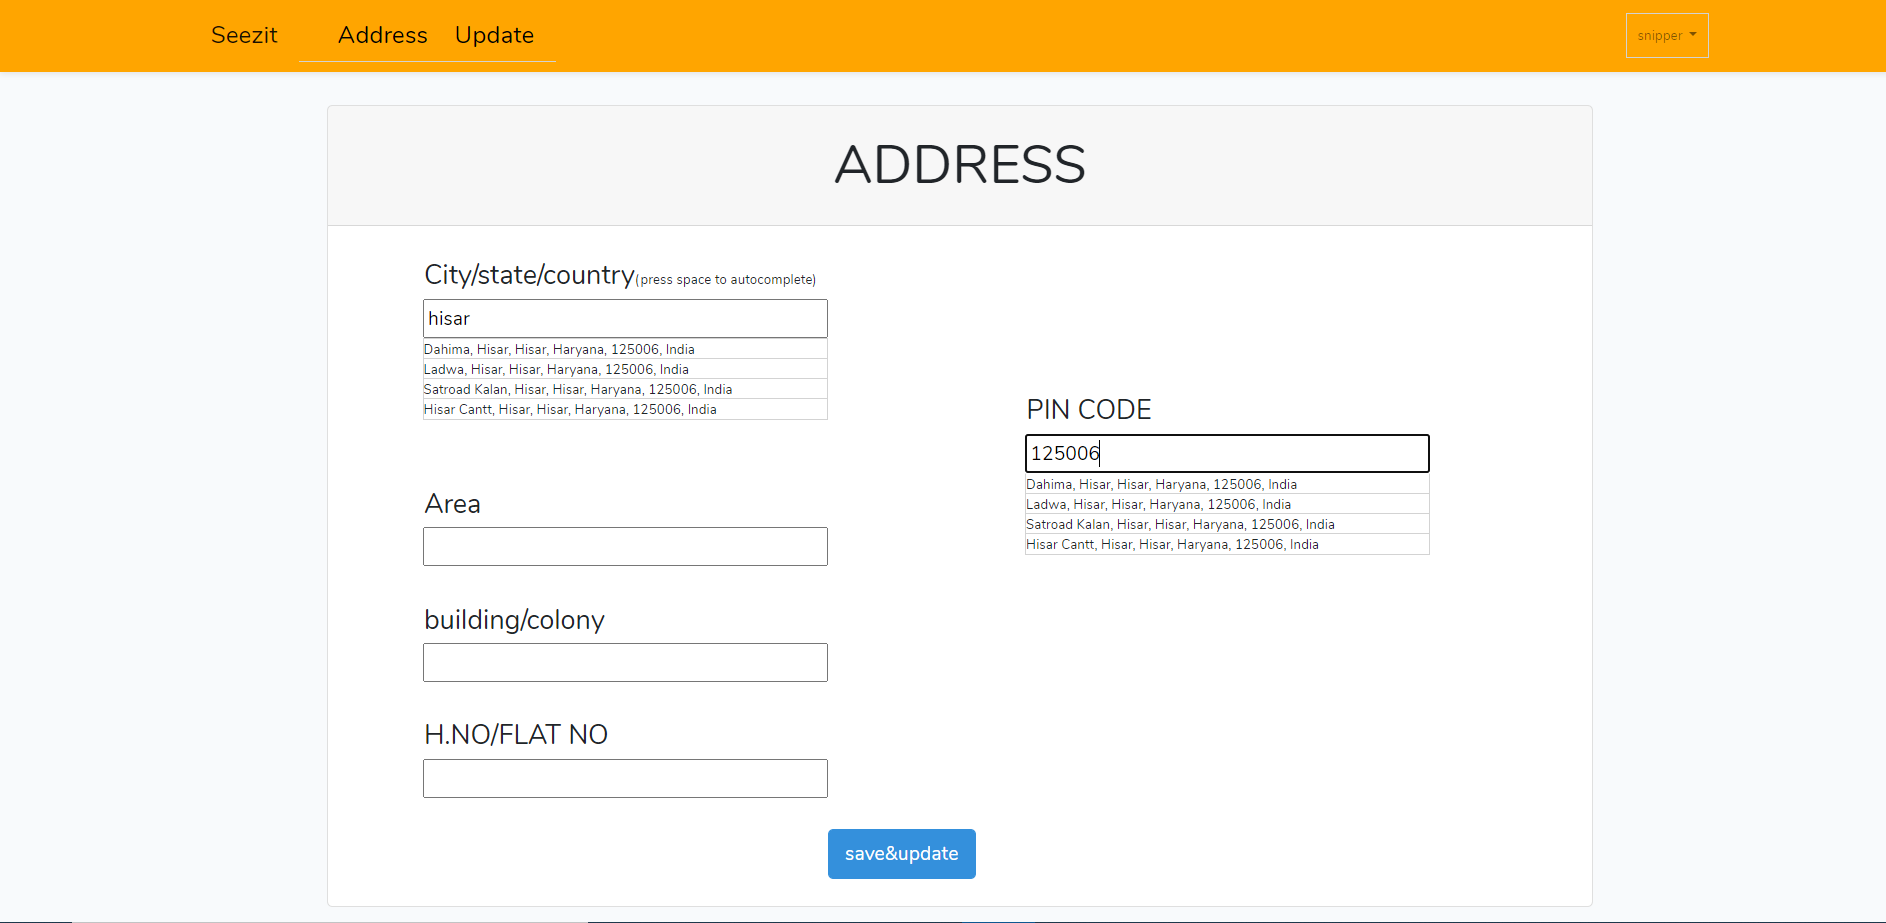 Seezit Address Update snipper
ADDRESS
City/state/country(press space to autocomplete)
hisar
Dahima, Hisar, Hisar, Haryana, 125006, India
Ladwa, Hisar, Hisar, Haryana, 125006, India
Satroad Kalan, Hisar, Hisar, Haryana, 125006, India
Hisar Cantt, Hisar, Hisar, Haryana, 125006, India
PIN CODE
125006
Dahima, Hisar, Hisar, Haryana, 125006, India
Ladwa, Hisar, Hisar, Haryana, 125006, India
Satroad Kalan, Hisar, Hisar, Haryana, 125006, India
Hisar Cantt, Hisar, Hisar, Haryana, 125006, India
Area
building/colony
H.NO/FLAT NO
save&update